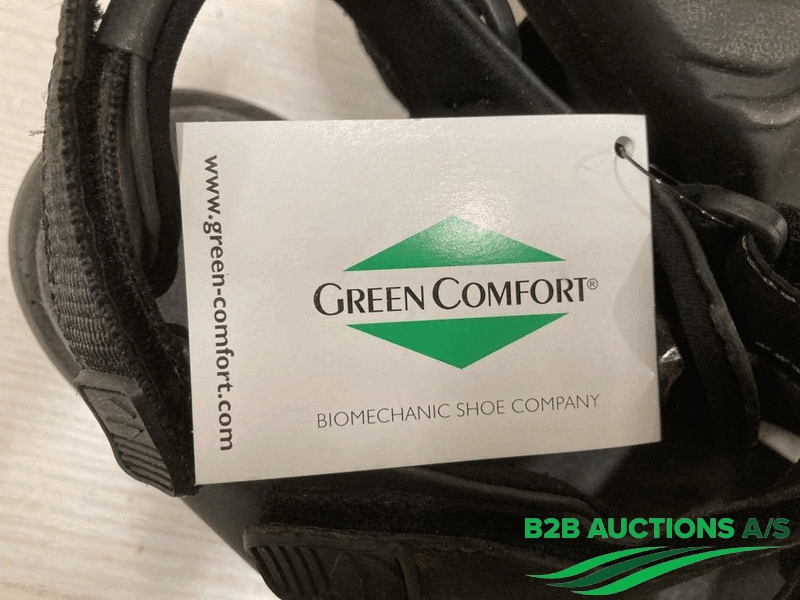 www.green-comfort.com
GREEN COMFORT®
BIOMECHANIC SHOE COMPANY
B2B AUCTIONS A/S